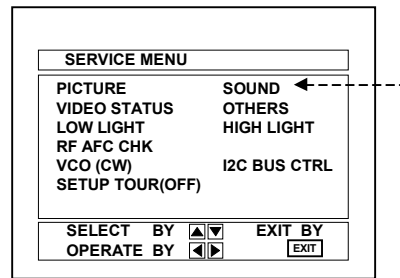 SERVICE MENU
PICTURE SOUND
VIDEO STATUS OTHERS
LOW LIGHT HIGH LIGHT
RF AFC CHK
VCO (CW) I2C BUS CTRL
SETUP TOUR(OFF)
SELECT BY ▲▼ EXIT BY
OPERATE BY ◀▶ EXIT